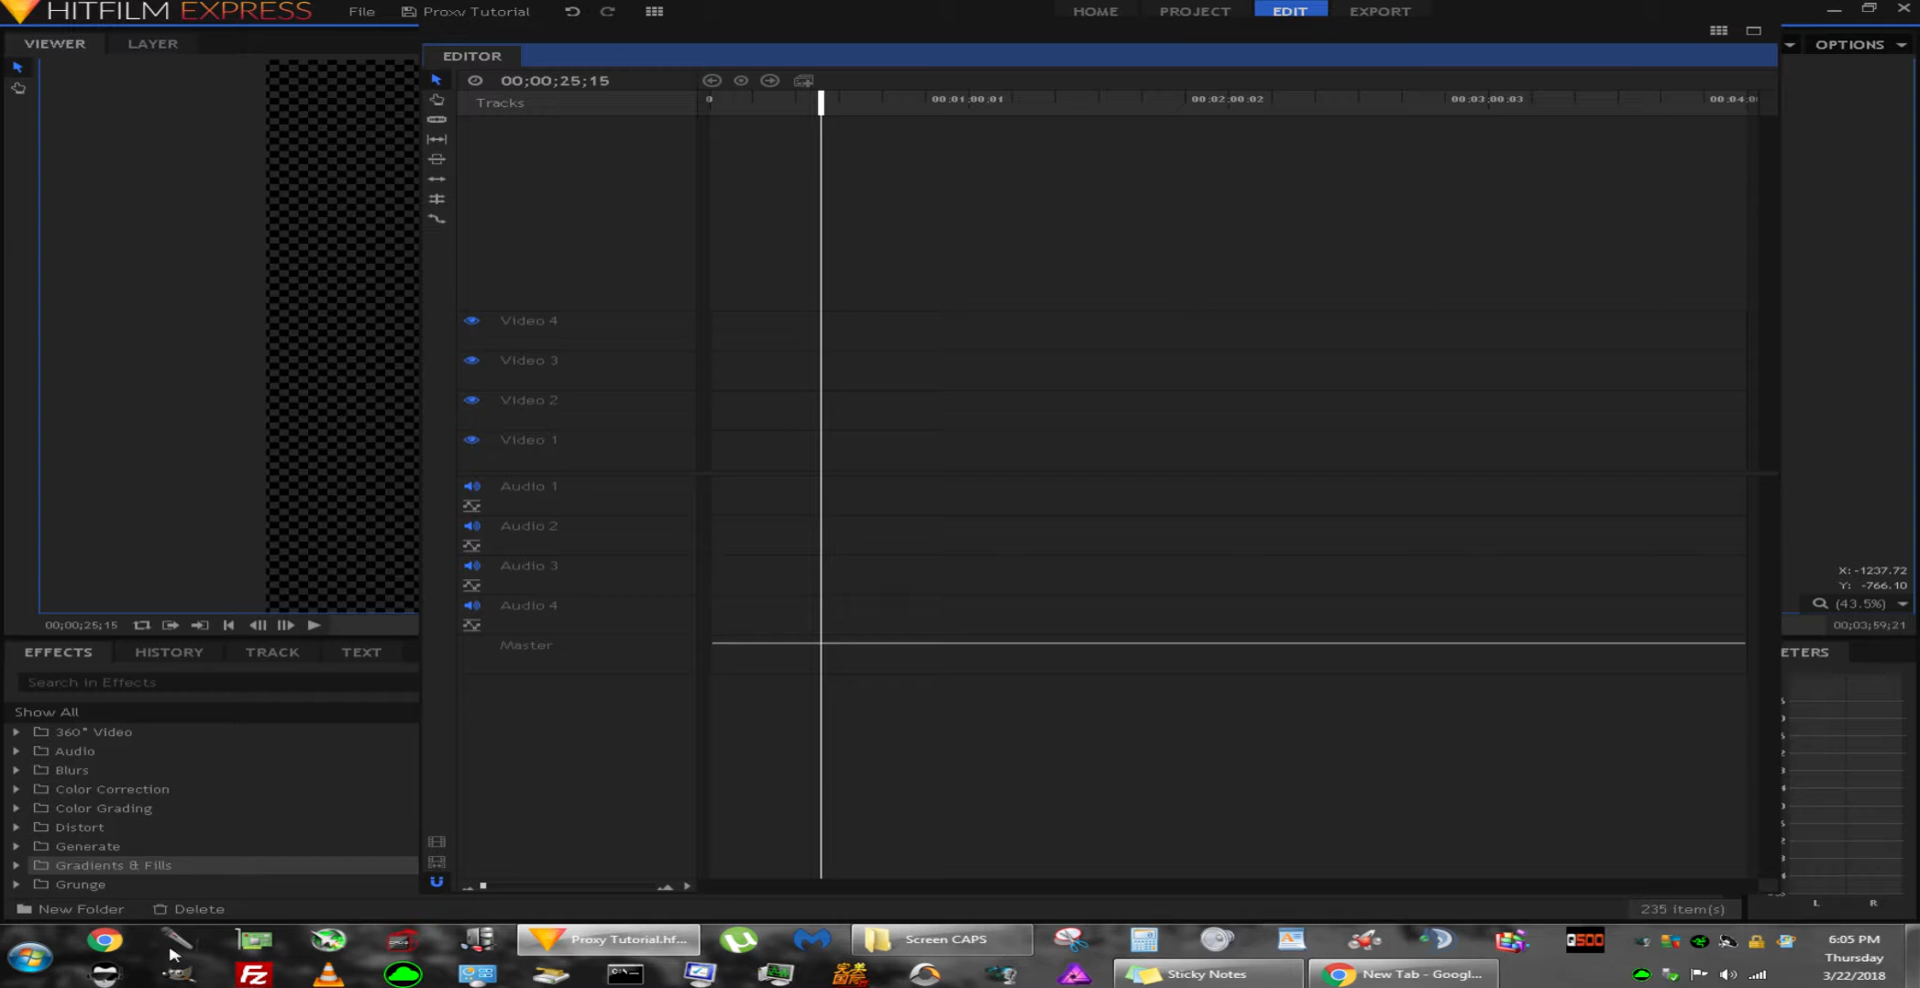 HITFILM EXPRESS
File
Proxy Tutorial
HOME
PROJECT
EDIT
EXPORT
VIEWER
LAYER
EDITOR
OPTIONS
00;00;25;15
Tracks
0
00;01;00;01
00;02;00;02
00;03;00;03
00;04;0
Video 4
Video 3
Video 2
Video 1
Audio 1
Audio 2
Audio 3
Audio 4
Master
X: -1237.72
Y: -766.10
(43.5%)
00;00;25;15
00;03;59;21
EFFECTS
HISTORY
TRACK
TEXT
ETERS
Search in Effects
Show All
360° Video
Audio
Blurs
Color Correction
Color Grading
Distort
Generate
Gradients & Fills
Grunge
New Folder
Delete
235 item(s)
L
R
Proxy Tutorial.hf...
Screen CAPS
Q500
6:05 PM
Thursday
3/22/2018
Fz
Sticky Notes
New Tab - Googl...